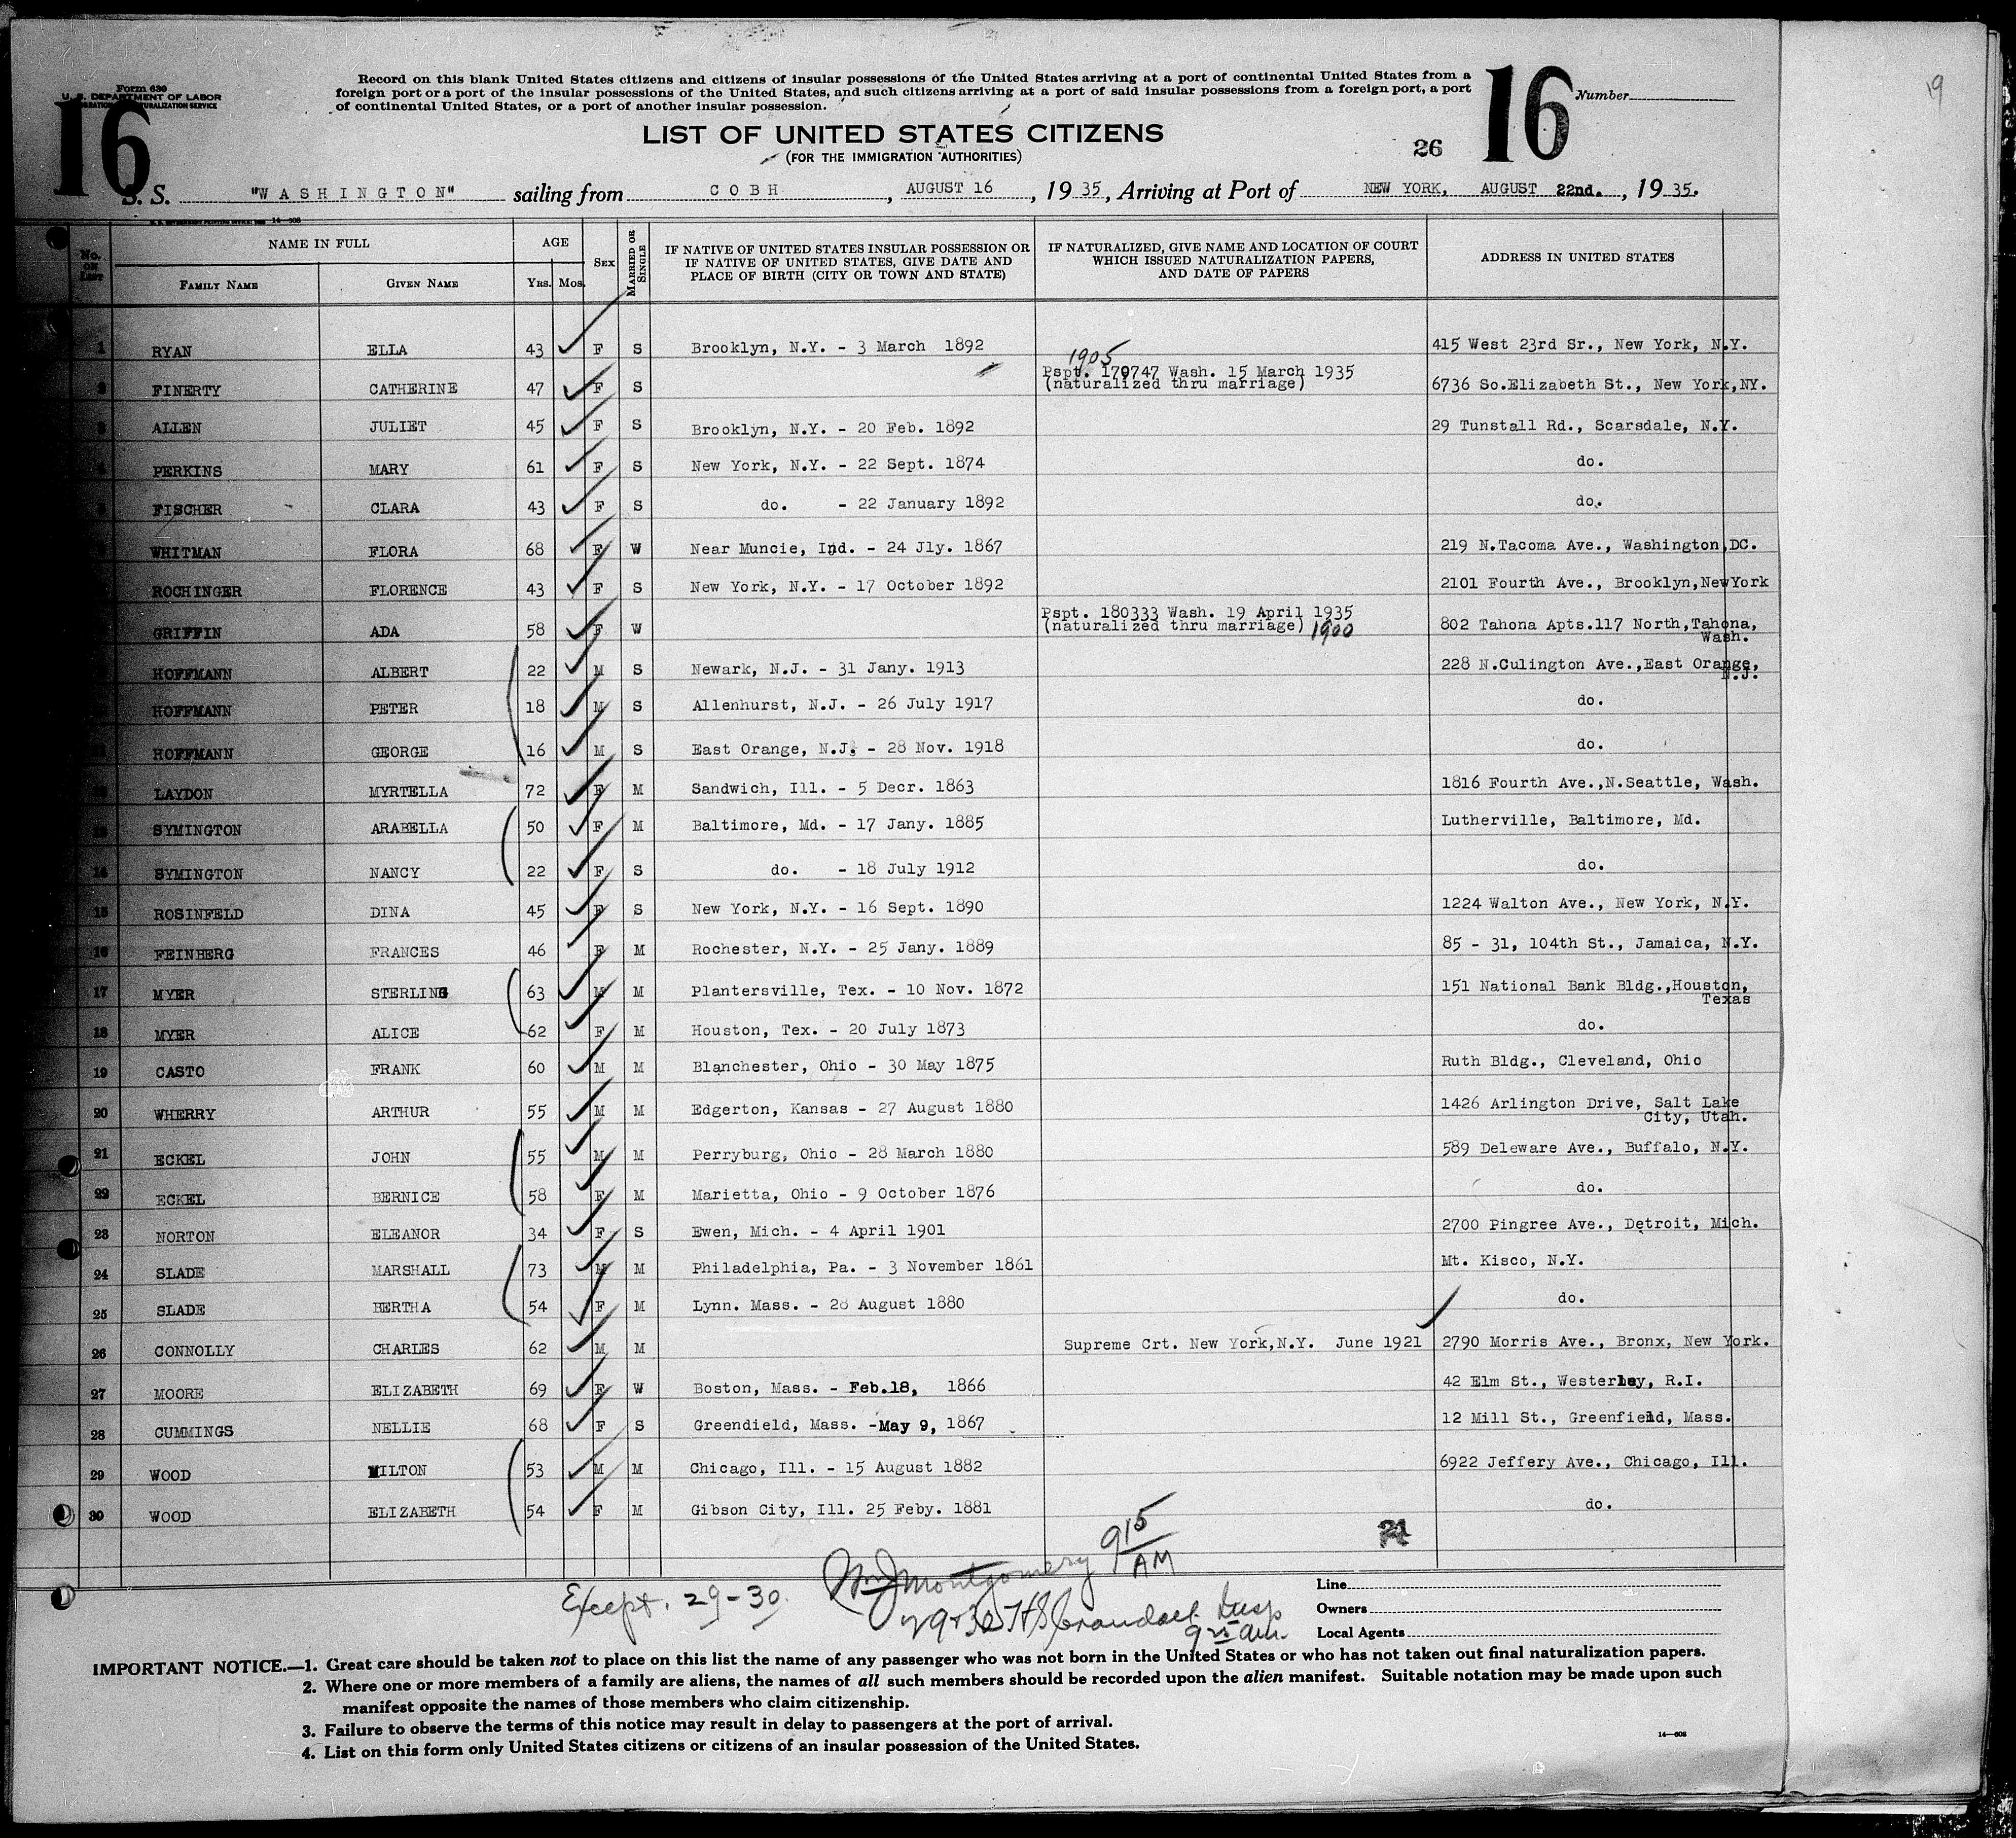 Form 630
U. S. DEPARTMENT OF LABOR
IMMIGRATION AND NATURALIZATION SERVICE
Record on this blank United States citizens and citizens of insular possessions of the United States arriving at a port of continental United States from a
foreign port or a port of the insular possessions of the United States, and such citizens arriving at a port of said insular possessions from a foreign port, a port
of continental United States, or a port of another insular possession.
16
16
Number
19
LIST OF UNITED STATES CITIZENS
(FOR THE IMMIGRATION AUTHORITIES)
26
S. S. "WASHINGTON" sailing from COBH, AUGUST 16, 1935, Arriving at Port of NEW YORK, AUGUST 22nd., 1935.
No. on List NAME IN FULL AGE SEX MARRIED OR SINGLE IF NATIVE OF UNITED STATES INSULAR POSSESSION OR IF NATIVE OF UNITED STATES, GIVE DATE AND PLACE OF BIRTH (CITY OR TOWN AND STATE) IF NATURALIZED, GIVE NAME AND LOCATION OF COURT WHICH ISSUED NATURALIZATION PAPERS, AND DATE OF PAPERS ADDRESS IN UNITED STATES
FAMILY NAME GIVEN NAME YRS. MOS.
1 RYAN ELLA 43 F S Brooklyn, N.Y. - 3 March 1892 415 West 23rd Sr., New York, N.Y.
1905
2 FINERTY CATHERINE 47 F S Pspt. 170747 Wash. 15 March 1935 (naturalized thru marriage) 6736 So.Elizabeth St., New York,NY.
3 ALLEN JULIET 45 F S Brooklyn, N.Y. - 20 Feb. 1892 29 Tunstall Rd., Scarsdale, N.Y.
4 PERKINS MARY 61 F S New York, N.Y. - 22 Sept. 1874 do.
5 FISCHER CLARA 43 F S do. - 22 January 1892 do.
WHITMAN FLORA 68 F W Near Muncie, Ind. - 24 Jly. 1867 219 N.Tacoma Ave., Washington,DC.
ROCHINGER FLORENCE 43 F S New York, N.Y. - 17 October 1892 2101 Fourth Ave., Brooklyn,NewYork
GRIFFIN ADA 58 F W Pspt. 180333 Wash. 19 April 1935 (naturalized thru marriage) 1900 802 Tahona Apts.117 North,Tahona, Wash.
HOFFMANN ALBERT 22 M S Newark, N.J. - 31 Jany. 1913 228 N.Culington Ave.,East Orange, N.J.
HOFFMANN PETER 18 M S Allenhurst, N.J. - 26 July 1917 do.
HOFFMANN GEORGE 16 M S East Orange, N.J. - 28 Nov. 1918 do.
LAYDON MYRTELLA 72 F M Sandwich, Ill. - 5 Decr. 1863 1816 Fourth Ave.,N.Seattle, Wash.
13 SYMINGTON ARABELLA 50 F M Baltimore, Md. - 17 Jany. 1885 Lutherville, Baltimore, Md.
14 SYMINGTON NANCY 22 F S do. - 18 July 1912 do.
15 ROSINFELD DINA 45 F S New York, N.Y. - 16 Sept. 1890 1224 Walton Ave., New York, N.Y.
16 FEINBERG FRANCES 46 F M Rochester, N.Y. - 25 Jany. 1889 85 - 31, 104th St., Jamaica, N.Y.
17 MYER STERLING 63 M M Plantersville, Tex. - 10 Nov. 1872 151 National Bank Bldg.,Houston, Texas
18 MYER ALICE 62 F M Houston, Tex. - 20 July 1873 do.
19 CASTO FRANK 60 M M Blanchester, Ohio - 30 May 1875 Ruth Bldg., Cleveland, Ohio
20 WHERRY ARTHUR 55 M M Edgerton, Kansas - 27 August 1880 1426 Arlington Drive, Salt Lake City, Utah.
21 ECKEL JOHN 55 M M Perryburg, Ohio - 28 March 1880 589 Deleware Ave., Buffalo, N.Y.
22 ECKEL BERNICE 58 F M Marietta, Ohio - 9 October 1876 do.
23 NORTON ELEANOR 34 F S Ewen, Mich. - 4 April 1901 2700 Pingree Ave., Detroit, Mich.
24 SLADE MARSHALL 73 M M Philadelphia, Pa. - 3 November 1861 Mt. Kisco, N.Y.
25 SLADE BERTHA 54 F M Lynn. Mass. - 28 August 1880 do.
26 CONNOLLY CHARLES 62 M M Supreme Crt. New York,N.Y. June 1921 2790 Morris Ave., Bronx, New York.
27 MOORE ELIZABETH 69 F W Boston, Mass. - Feb.18, 1866 42 Elm St., Westerley, R.I.
28 CUMMINGS NELLIE 68 F S Greendield, Mass. -May 9, 1867 12 Mill St., Greenfield, Mass.
29 WOOD MILTON 53 M M Chicago, Ill. - 15 August 1882 6922 Jeffery Ave., Chicago, Ill.
30 WOOD ELIZABETH 54 F M Gibson City, Ill. 25 Feby. 1881 do.
21
Except. 29-30. Montgomery 915 AM
29+30 Crandall Insp 925 am.
Line
Owners
Local Agents
IMPORTANT NOTICE.—1. Great care should be taken not to place on this list the name of any passenger who was not born in the United States or who has not taken out final naturalization papers.
2. Where one or more members of a family are aliens, the names of all such members should be recorded upon the alien manifest. Suitable notation may be made upon such
manifest opposite the names of those members who claim citizenship.
3. Failure to observe the terms of this notice may result in delay to passengers at the port of arrival.
4. List on this form only United States citizens or citizens of an insular possession of the United States.
14—608